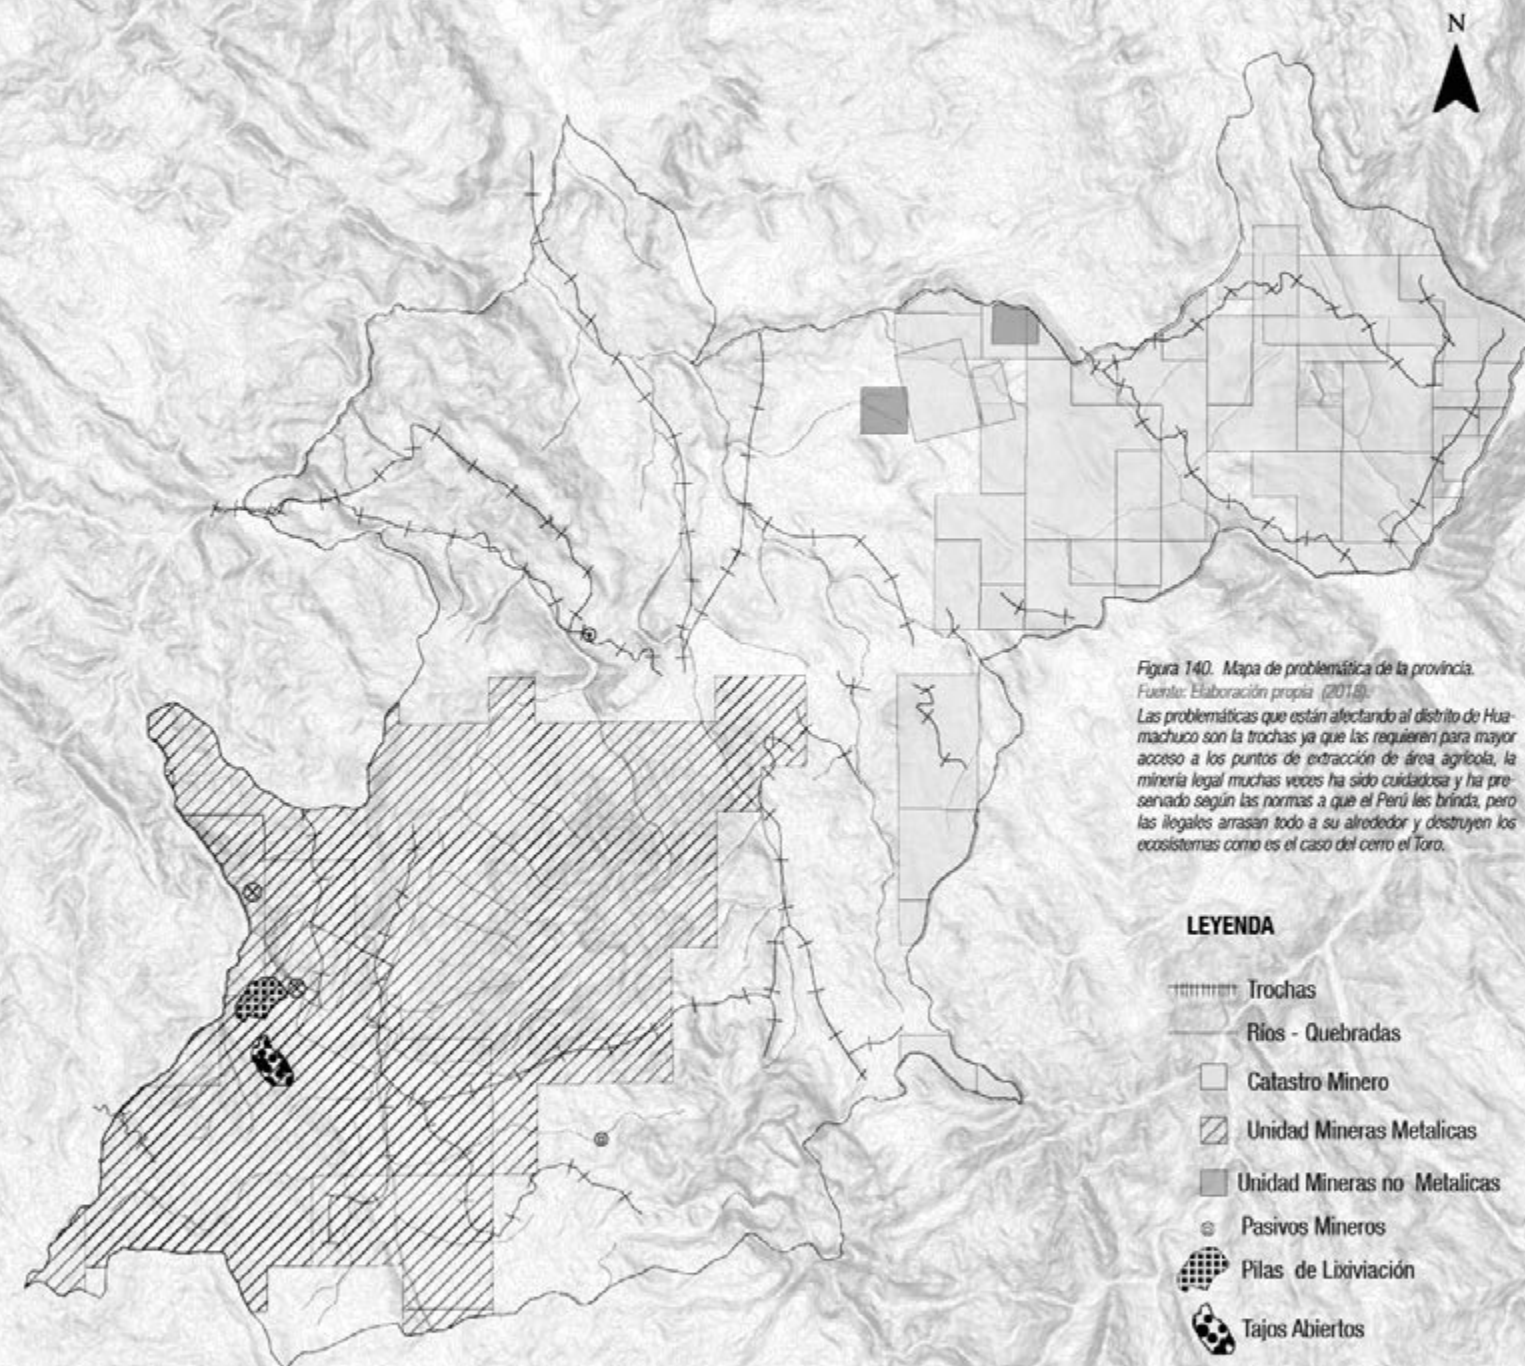 N
Figura 140. Mapa de problemática de la provincia.
Fuente: Elaboración propia (2018).
Las problemáticas que están afectando al distrito de Hua-
machuco son la trochas ya que las requieren para mayor
acceso a los puntos de extracción de área agrícola, la
minería legal muchas veces ha sido cuidadosa y ha pre-
servado según las normas a que el Perú les brinda, pero
las ilegales arrasan todo a su alrededor y destruyen los
ecosistemas como es el caso del cerro el Toro.
LEYENDA
Trochas
Ríos - Quebradas
Catastro Minero
Unidad Mineras Metalicas
Unidad Mineras no Metalicas
Pasivos Mineros
Pilas de Lixiviación
Tajos Abiertos